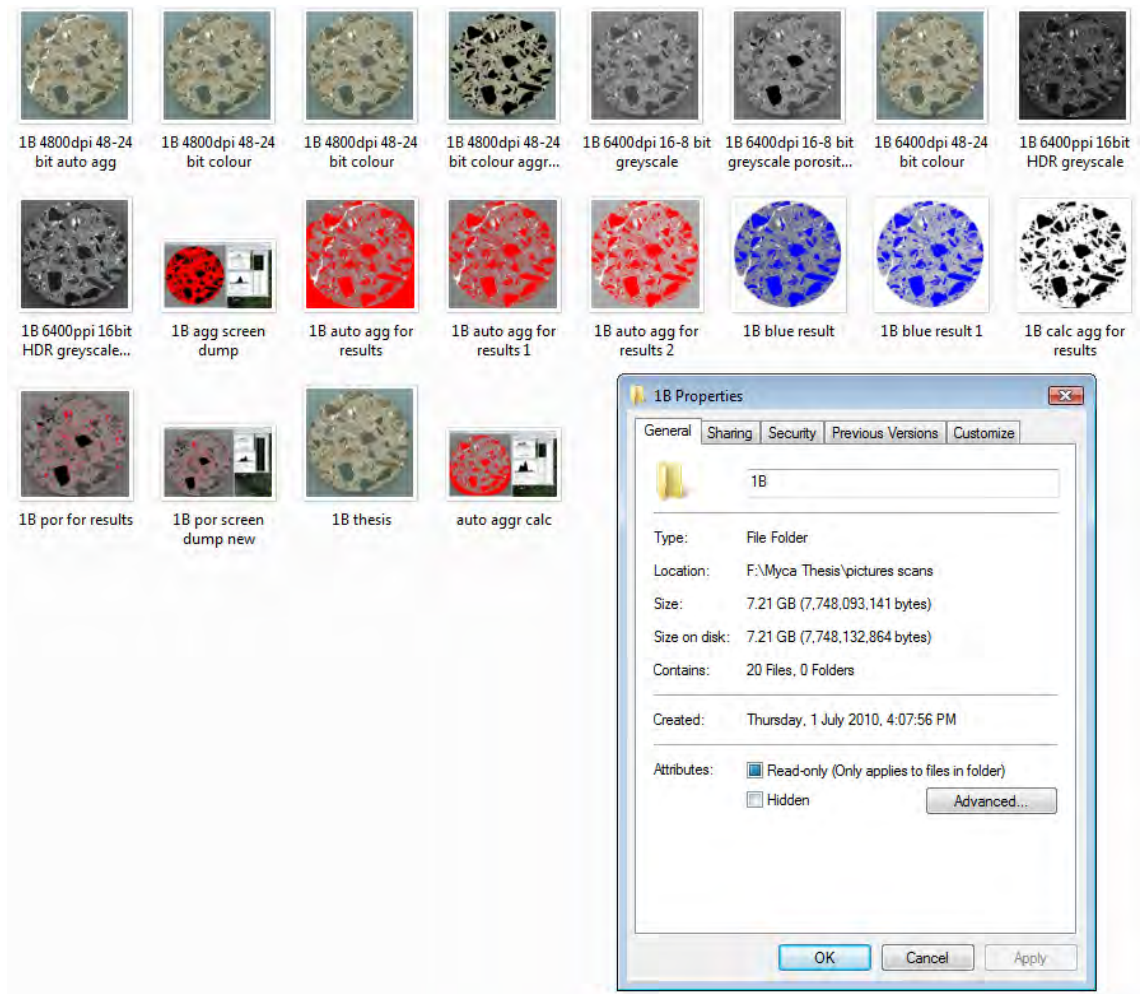 1B 4800dpi 48-24
bit auto agg
1B 4800dpi 48-24
bit colour
1B 4800dpi 48-24
bit colour
1B 4800dpi 48-24
bit colour aggr...
1B 6400dpi 16-8 bit
greyscale
1B 6400dpi 16-8 bit
greyscale porosit...
1B 6400dpi 48-24
bit colour
1B 6400ppi 16bit
HDR greyscale
1B 6400ppi 16bit
HDR greyscale...
1B agg screen
dump
1B auto agg for
results
1B auto agg for
results 1
1B auto agg for
results 2
1B blue result
1B blue result 1
1B calc agg for
results
1B por for results
1B por screen
dump new
1B thesis
auto aggr calc
1B Properties
General Sharing Security Previous Versions Customize
1B
Type: File Folder
Location: F:\Myca Thesis\pictures scans
Size: 7.21 GB (7,748,093,141 bytes)
Size on disk: 7.21 GB (7,748,132,864 bytes)
Contains: 20 Files, 0 Folders
Created: Thursday, 1 July 2010, 4:07:56 PM
Attributes: Read-only (Only applies to files in folder)
Hidden Advanced...
OK Cancel Apply